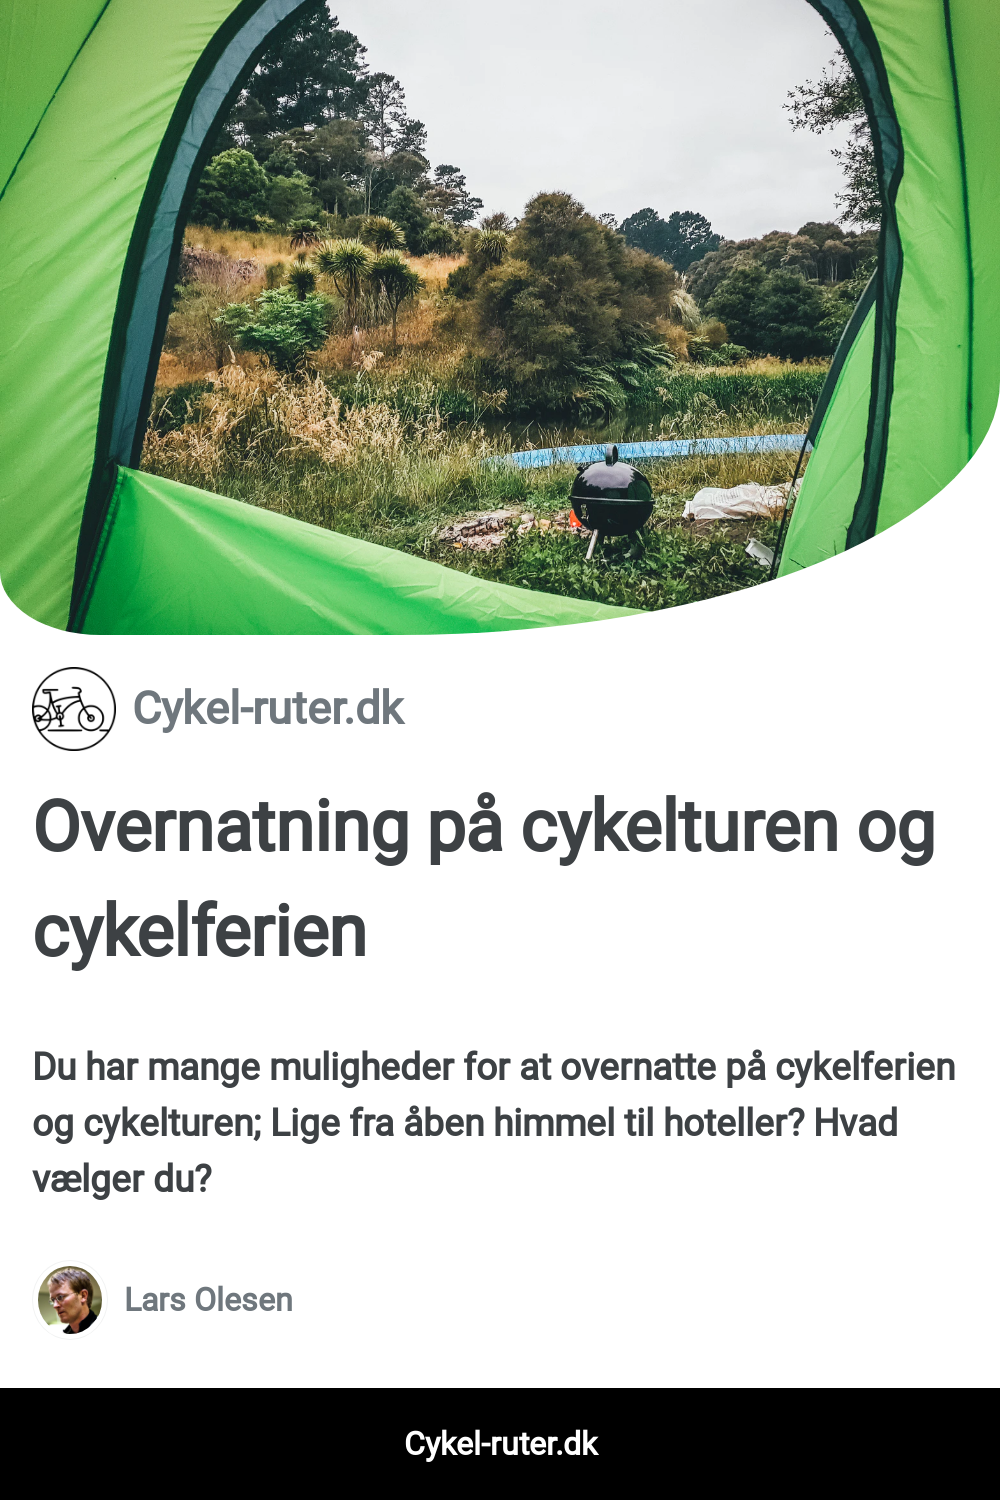 Cykel-ruter.dk
Overnatning på cykelturen og
cykelferien
Du har mange muligheder for at overnatte på cykelferien
og cykelturen; Lige fra åben himmel til hoteller? Hvad
vælger du?
Lars Olesen
Cykel-ruter.dk